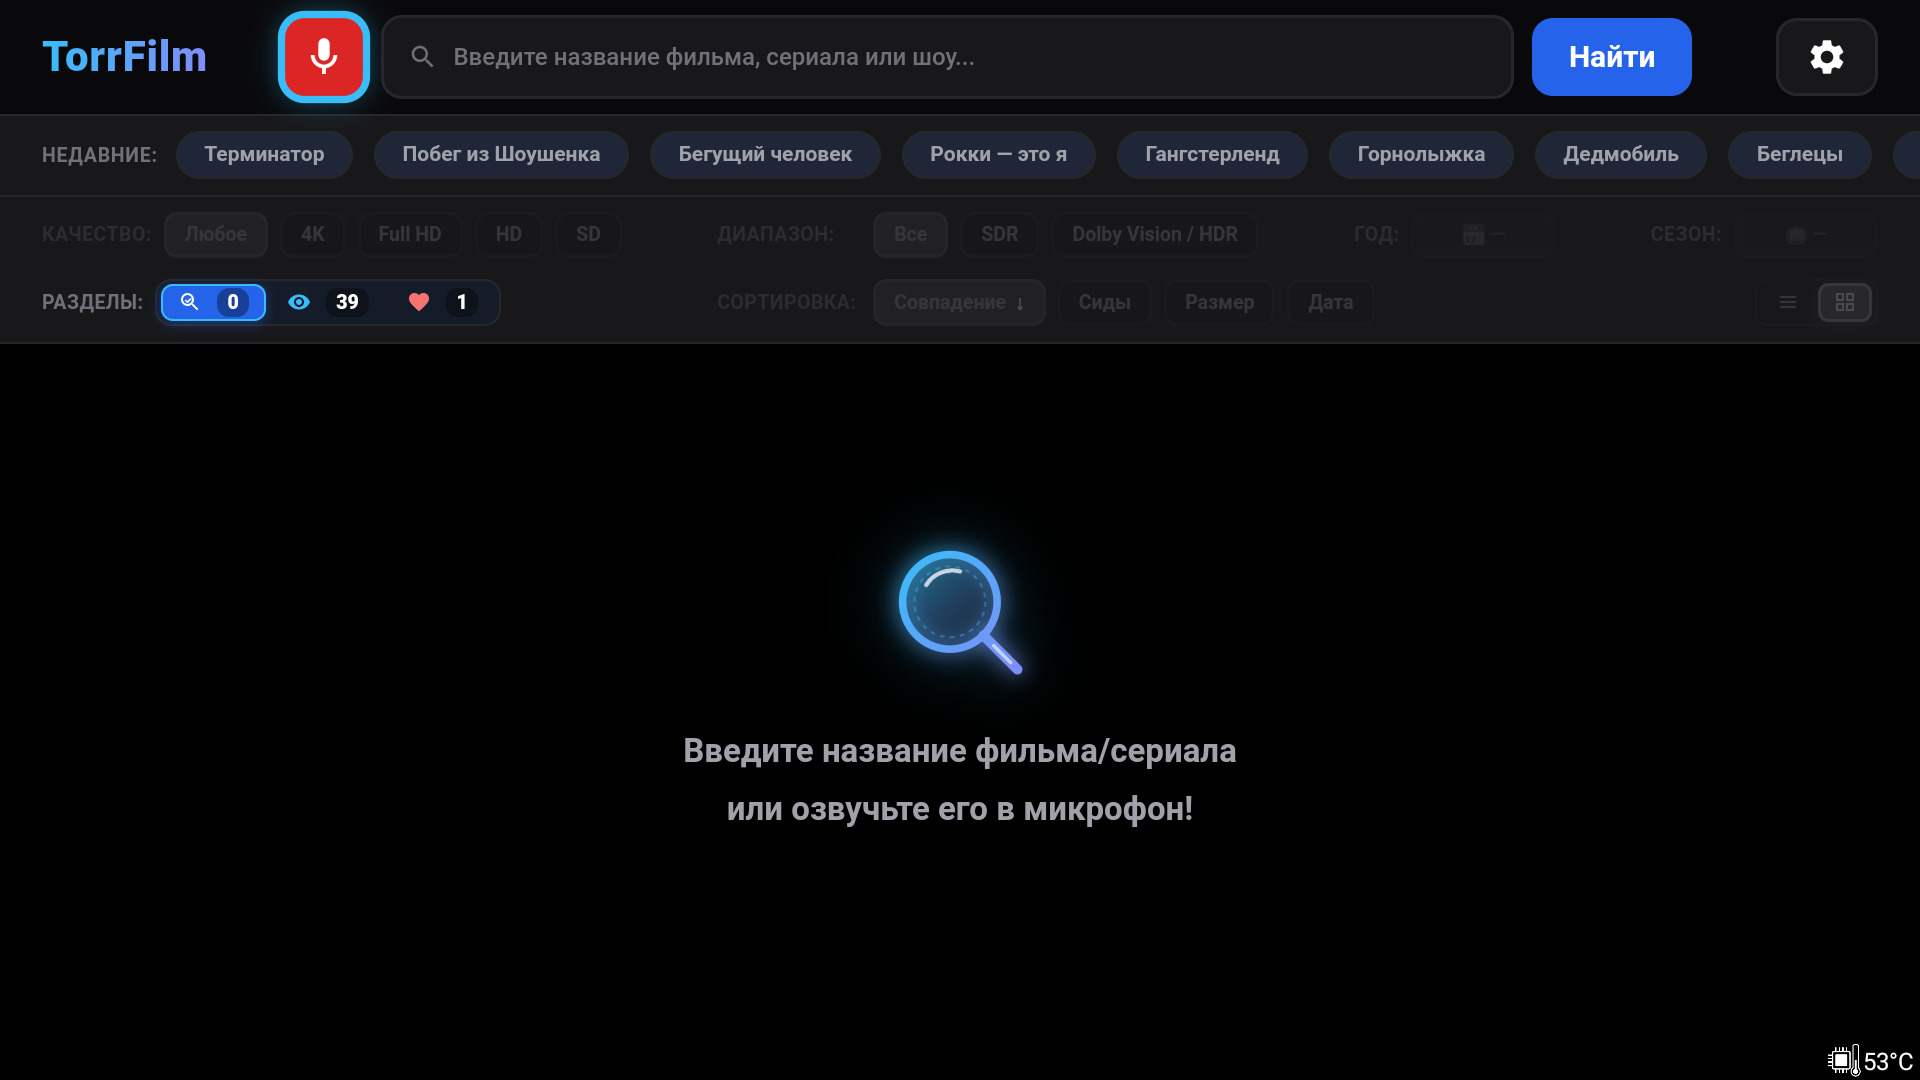 TorrFilm
Введите название фильма, сериала или шоу...
Найти
НЕДАВНИЕ:
Терминатор
Побег из Шоушенка
Бегущий человек
Рокки — это я
Гангстерленд
Горнолыжка
Дедмобиль
Беглецы
КАЧЕСТВО:
Любое
4K
Full HD
HD
SD
ДИАПАЗОН:
Все
SDR
Dolby Vision / HDR
ГОД:
—
СЕЗОН:
—
РАЗДЕЛЫ:
0
39
1
СОРТИРОВКА:
Совпадение ↓
Сиды
Размер
Дата
Введите название фильма/сериала
или озвучьте его в микрофон!
53°C